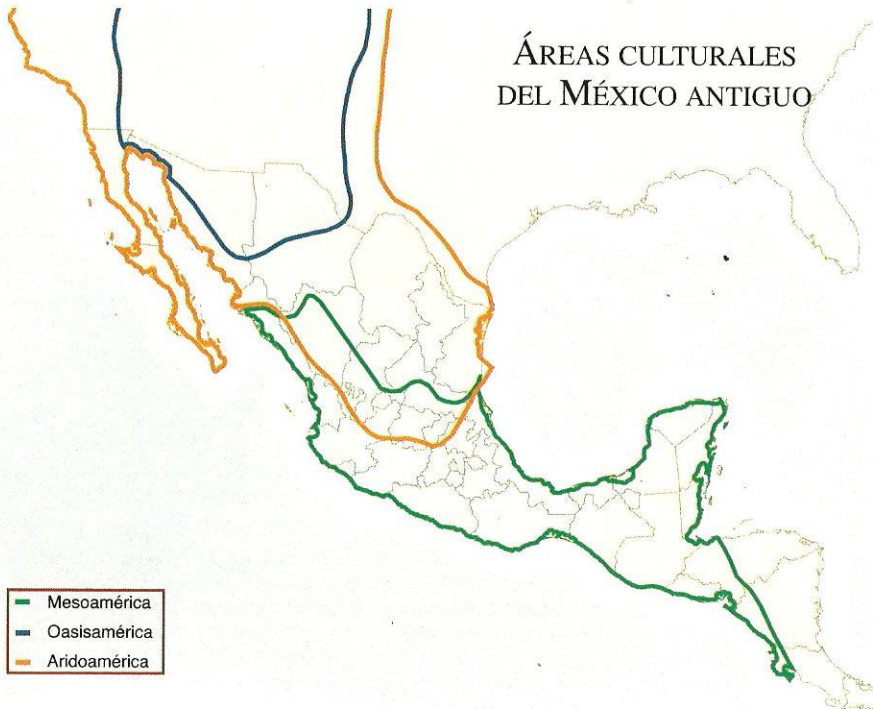 ÁREAS CULTURALES
DEL MÉXICO ANTIGUO
Mesoamérica
Oasisamérica
Aridoamérica